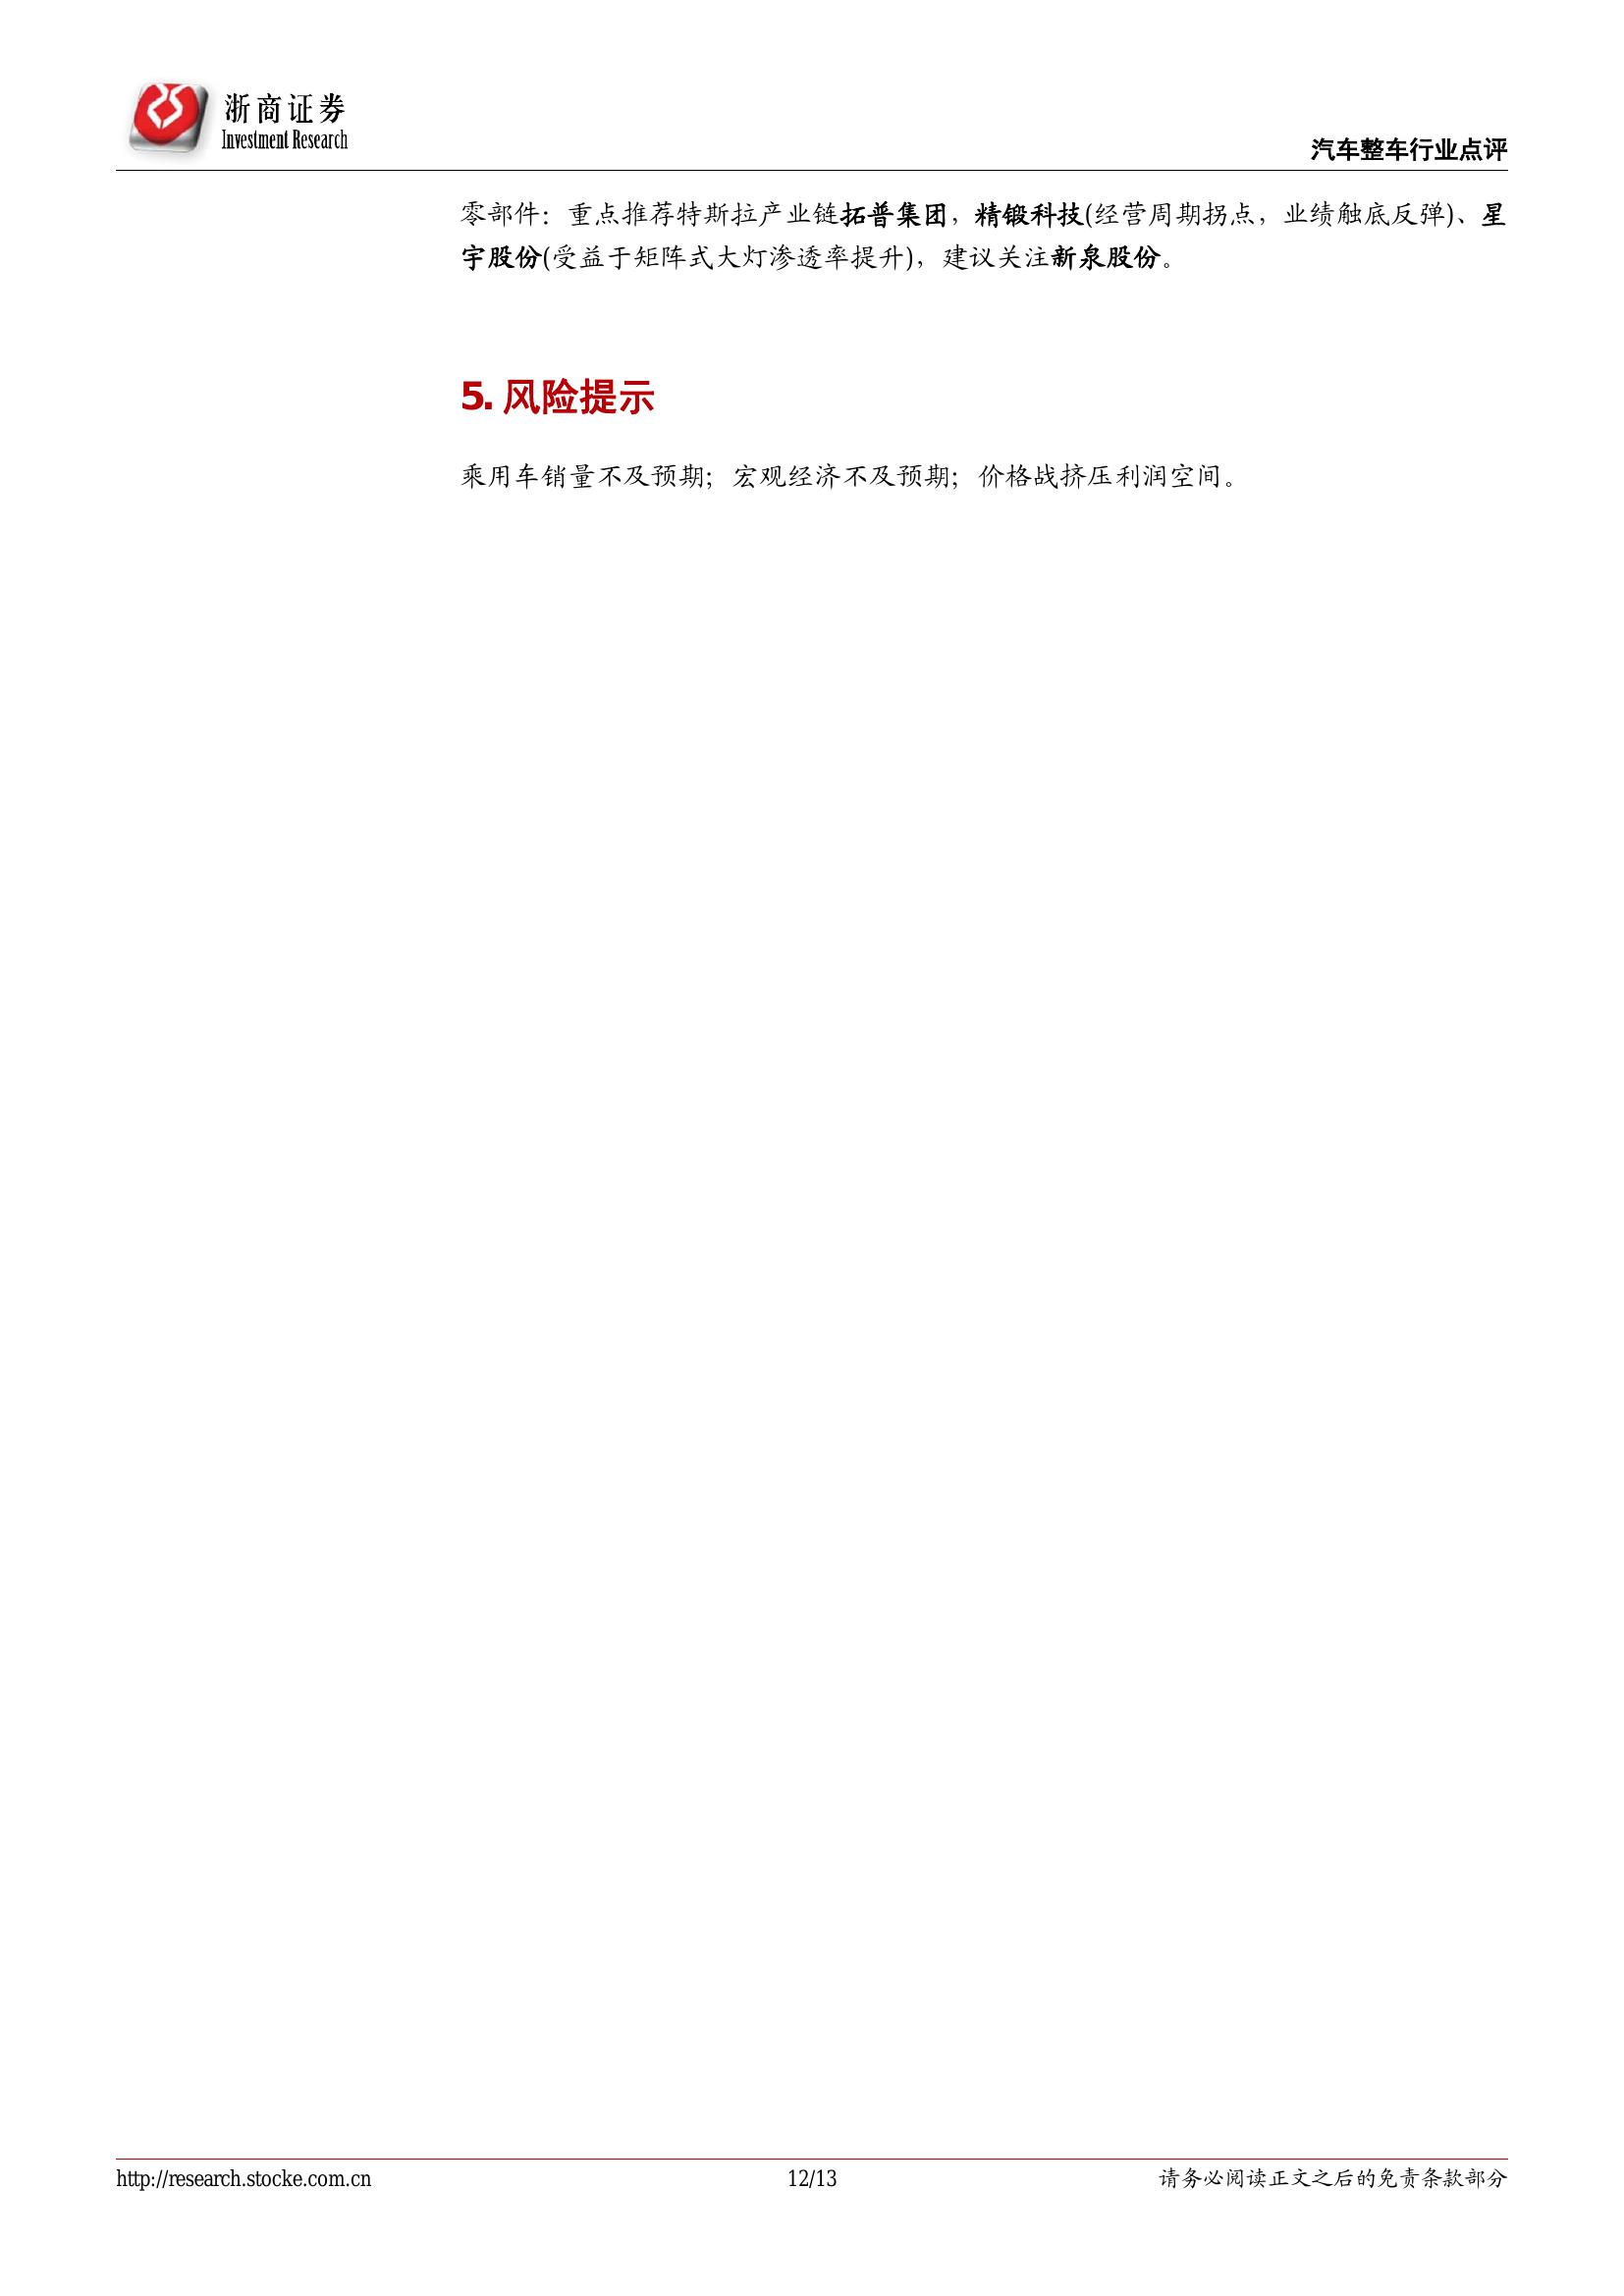 浙商证券
Investment Research
汽车整车行业点评
零部件：重点推荐特斯拉产业链拓普集团，精锻科技(经营周期拐点，业绩触底反弹)、星
宇股份(受益于矩阵式大灯渗透率提升)，建议关注新泉股份。
5. 风险提示
乘用车销量不及预期；宏观经济不及预期；价格战挤压利润空间。
http://research.stocke.com.cn
12/13
请务必阅读正文之后的免责条款部分